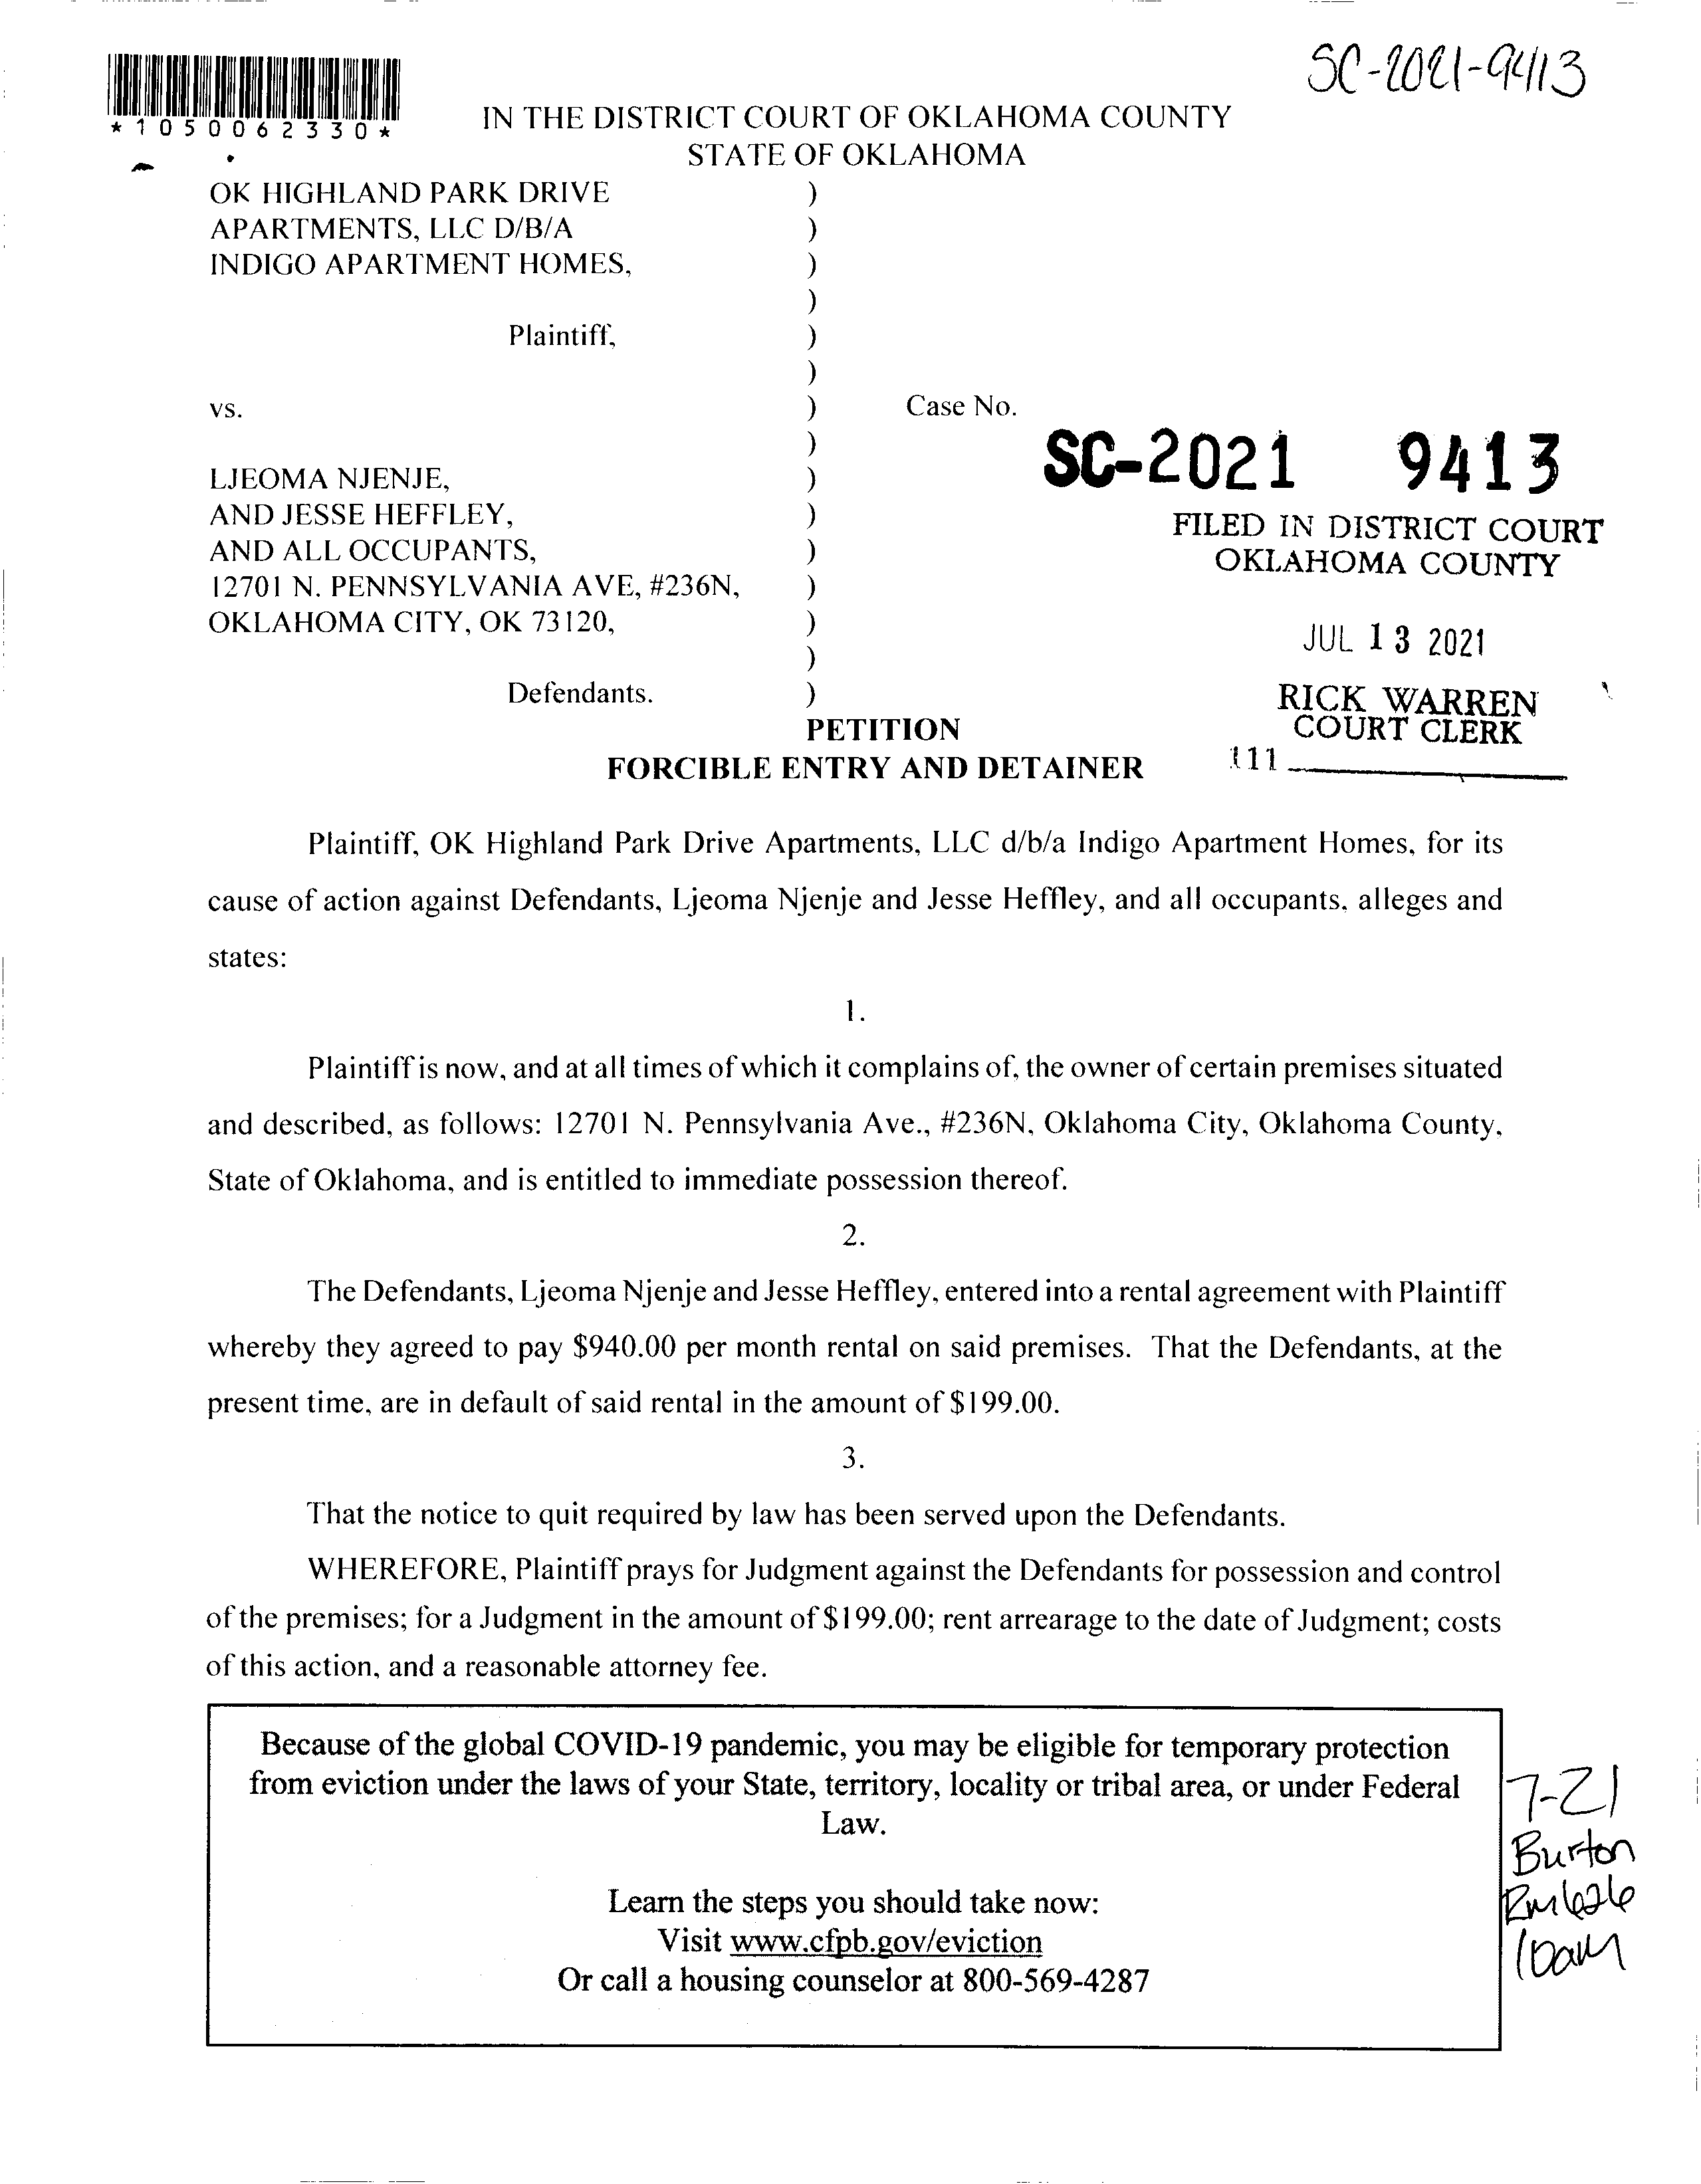 SC-2021-9413
*1050062330*
IN THE DISTRICT COURT OF OKLAHOMA COUNTY
STATE OF OKLAHOMA
OK HIGHLAND PARK DRIVE )
APARTMENTS, LLC D/B/A )
INDIGO APARTMENT HOMES, )
)
Plaintiff, )
)
vs. ) Case No.
)
SC-2021 9413
LJEOMA NJENJE, )
AND JESSE HEFFLEY, )
AND ALL OCCUPANTS, )
12701 N. PENNSYLVANIA AVE, #236N, )
OKLAHOMA CITY, OK 73120, )
)
Defendants. )
FILED IN DISTRICT COURT
OKLAHOMA COUNTY
JUL 13 2021
RICK WARREN
COURT CLERK
111
PETITION
FORCIBLE ENTRY AND DETAINER
Plaintiff, OK Highland Park Drive Apartments, LLC d/b/a Indigo Apartment Homes, for its
cause of action against Defendants, Ljeoma Njenje and Jesse Heffley, and all occupants, alleges and
states:
1.
Plaintiff is now, and at all times of which it complains of, the owner of certain premises situated
and described, as follows: 12701 N. Pennsylvania Ave., #236N, Oklahoma City, Oklahoma County,
State of Oklahoma, and is entitled to immediate possession thereof.
2.
The Defendants, Ljeoma Njenje and Jesse Heffley, entered into a rental agreement with Plaintiff
whereby they agreed to pay $940.00 per month rental on said premises. That the Defendants, at the
present time, are in default of said rental in the amount of $199.00.
3.
That the notice to quit required by law has been served upon the Defendants.
WHEREFORE, Plaintiff prays for Judgment against the Defendants for possession and control
of the premises; for a Judgment in the amount of $199.00; rent arrearage to the date of Judgment; costs
of this action, and a reasonable attorney fee.
Because of the global COVID-19 pandemic, you may be eligible for temporary protection
from eviction under the laws of your State, territory, locality or tribal area, or under Federal
Law.
Learn the steps you should take now:
Visit www.cfpb.gov/eviction
Or call a housing counselor at 800-569-4287
7-21
Burton
Rm 626
10am